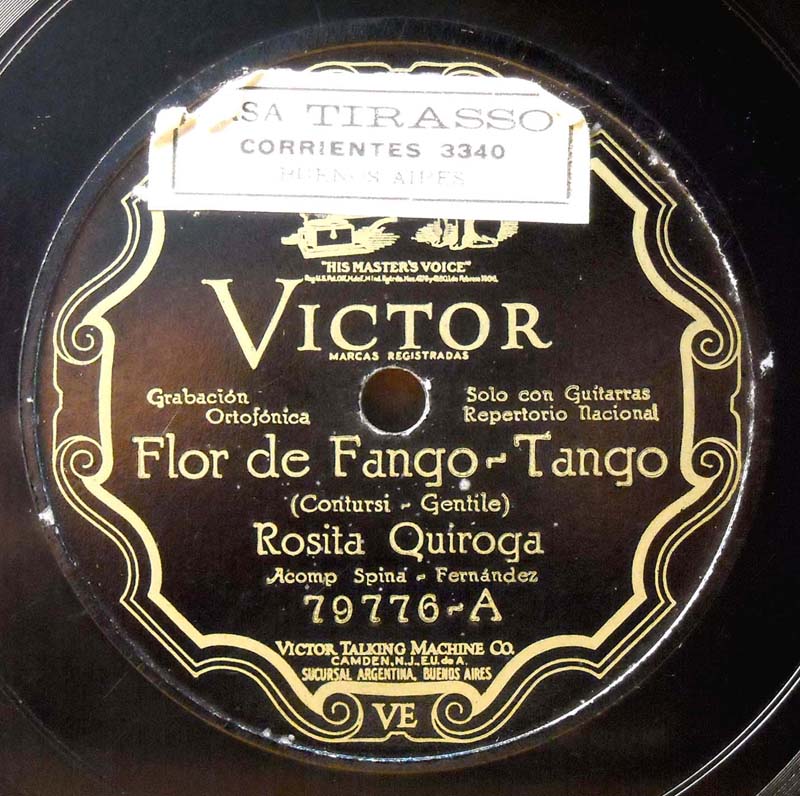 TIRASSO
CORRIENTES 3340
BUENOS AIRES
"HIS MASTER'S VOICE"
VICTOR
MARCAS REGISTRADAS
Grabación
Ortofónica
Solo con Guitarras
Repertorio Nacional
Flor de Fango - Tango
(Contursi - Gentile)
Rosita Quiroga
Acomp Spina - Fernández
79776-A
VICTOR TALKING MACHINE CO.
CAMDEN, N.J., E.U. de A.
SUCURSAL ARGENTINA, BUENOS AIRES
VE